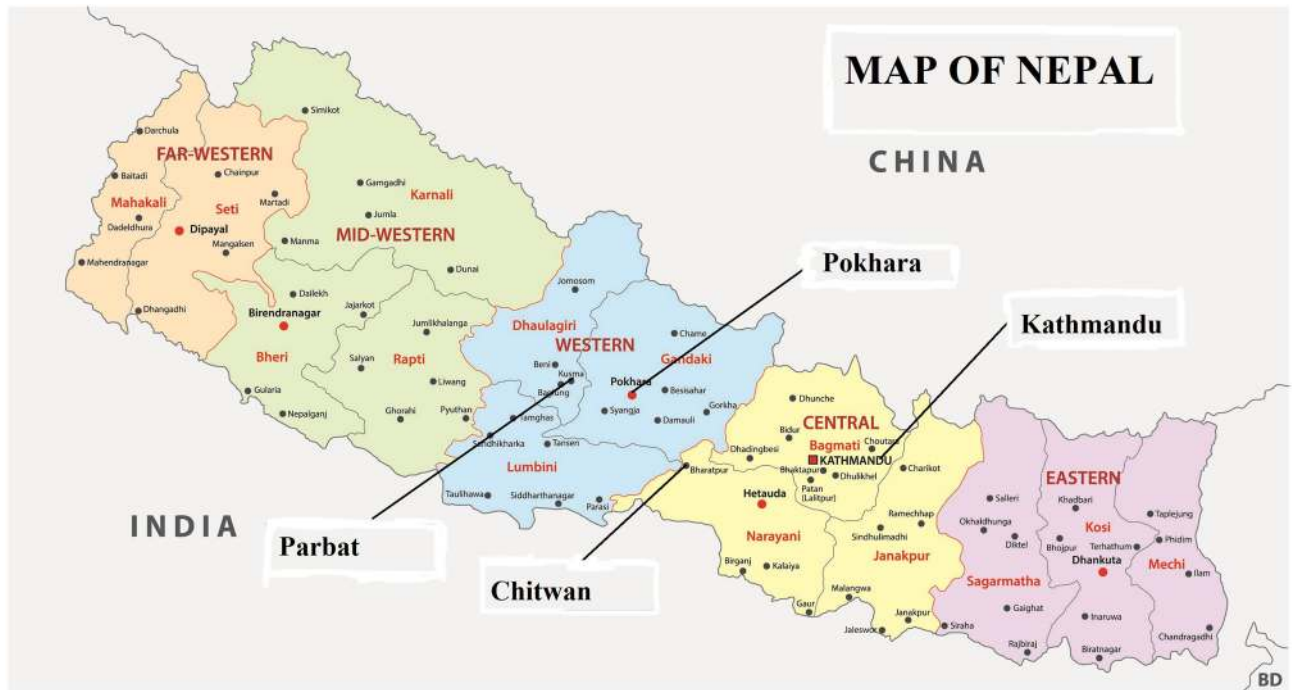 MAP OF NEPAL
CHINA
Simikot
Darchula
FAR-WESTERN
Baitadi
Chainpur
Gamgadhi
Karnali
Mahakali
Seti
Martadi
Dadeldhura
Jumla
Dipayal
MID-WESTERN
Mangalsen
Manma
Mahendranagar
Dunai
Pokhara
Jomosom
Dailekh
Dhangadhi
Jajarkot
Birendranagar
Kathmandu
Jumlikhalanga
Dhaulagiri
Chame
WESTERN
Bheri
Salyan
Rapti
Gandaki
Beni
Kusma
Liwang
Pokhara
Baglung
Gularia
Besisahar
Dhunche
Nepalganj
Ghorahi
Pyuthan
Syangja
Gorkha
Tamghas
Damauli
CENTRAL
Bidur
Sandhikharka
Tansen
Bagmati
Choutara
Dhadingbesi
KATHMANDU
Lumbini
Bharatpur
Bhaktapur
Charikot
Dhulikhel
Patan
(Lalitpur)
EASTERN
Taulihawa
Siddharthanagar
Parasi
Hetauda
Salleri
Khadbari
INDIA
Ramechhap
Taplejung
Okhaldhunga
Kosi
Sindhulimadhi
Narayani
Janakpur
Diktel
Bhojpur
Terhathum
Phidim
Parbat
Dhankuta
Mechi
Birganj
Kalaiya
Ilam
Chitwan
Sagarmatha
Malangwa
Gaur
Gaighat
Janakpur
Inaruwa
Jaleswor
Siraha
Chandragadhi
Rajbiraj
Biratnagar
BD